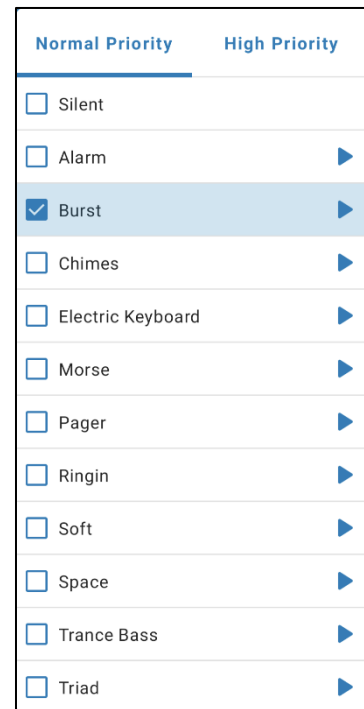 Normal Priority High Priority
Silent
Alarm
Burst
Chimes
Electric Keyboard
Morse
Pager
Ringin
Soft
Space
Trance Bass
Triad